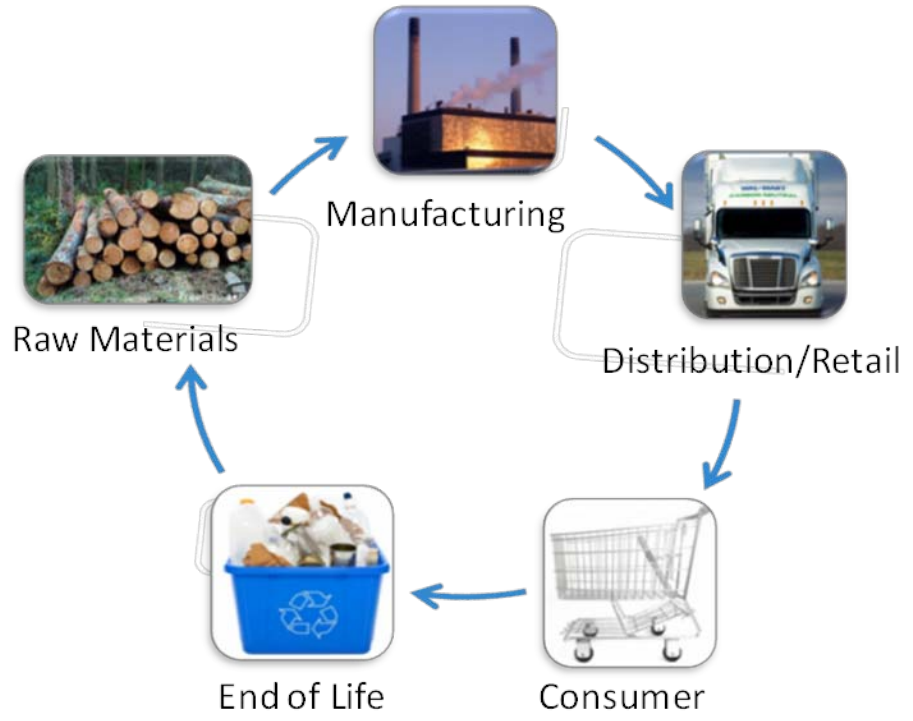 Manufacturing
Raw Materials
Distribution/Retail
End of Life
Consumer